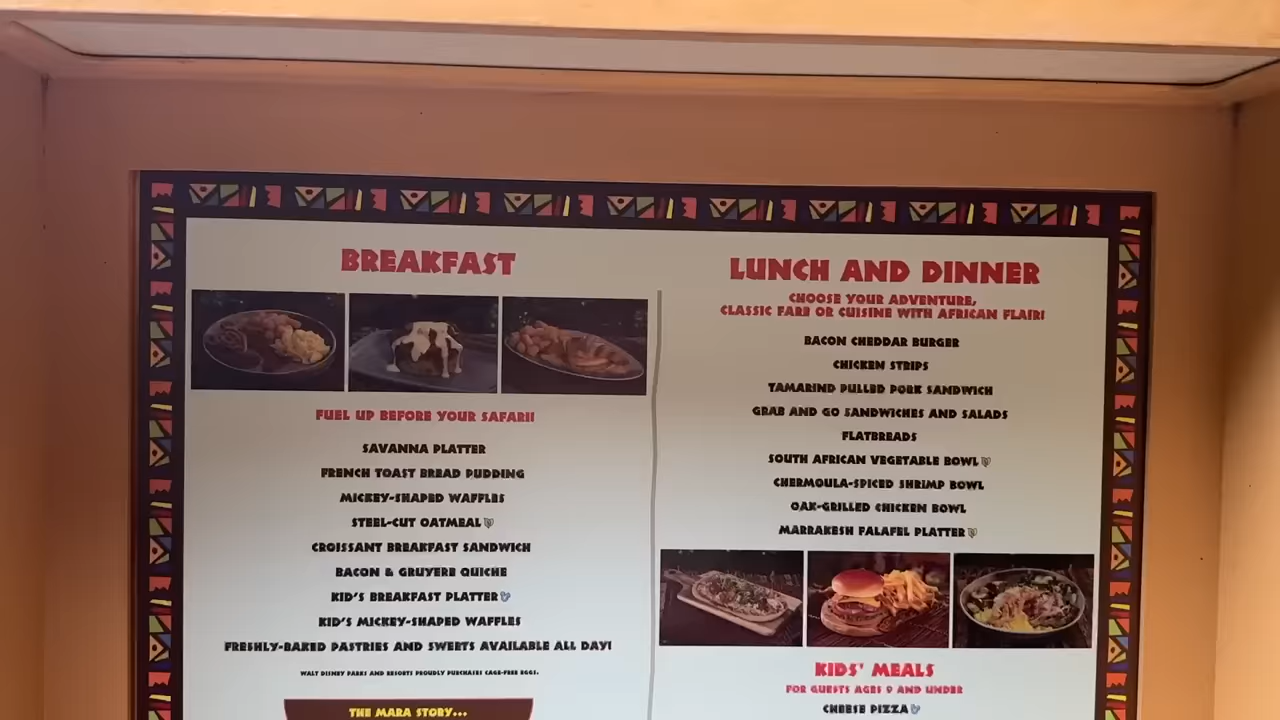 BREAKFAST
FUEL UP BEFORE YOUR SAFARI!
SAVANNA PLATTER
FRENCH TOAST BREAD PUDDING
MICKEY-SHAPED WAFFLES
STEEL-CUT OATMEAL
CROISSANT BREAKFAST SANDWICH
BACON & GRUYERE QUICHE
KID'S BREAKFAST PLATTER
KID'S MICKEY-SHAPED WAFFLES
FRESHLY-BAKED PASTRIES AND SWEETS AVAILABLE ALL DAY!
WALT DISNEY PARKS AND RESORTS PROUDLY PURCHASES CAGE-FREE EGGS.
THE MARA STORY...
LUNCH AND DINNER
CHOOSE YOUR ADVENTURE,
CLASSIC FARE OR CUISINE WITH AFRICAN FLAIR!
BACON CHEDDAR BURGER
CHICKEN STRIPS
TAMARIND PULLED PORK SANDWICH
GRAB AND GO SANDWICHES AND SALADS
FLATBREADS
SOUTH AFRICAN VEGETABLE BOWL
CHERMOULA-SPICED SHRIMP BOWL
OAK-GRILLED CHICKEN BOWL
MARRAKESH FALAFEL PLATTER
KIDS' MEALS
FOR GUESTS AGES 9 AND UNDER
CHEESE PIZZA